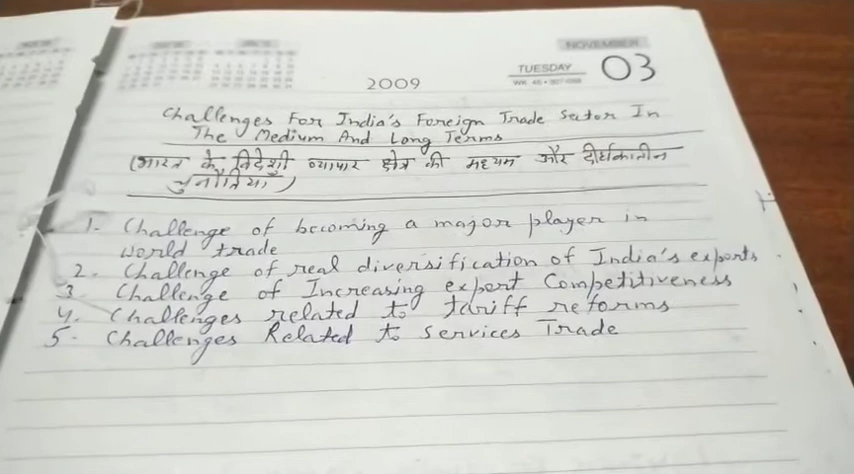 NOVEMBER
TUESDAY
03
2009
Challenges For India's Foreign Trade Sector In
The Medium And Long Terms
(भारत के विदेशी व्यापार क्षेत्र की मध्यम और दीर्घकालीन
चुनौतियां)
1. Challenge of becoming a major player in
world trade
2. Challenge of real diversification of India's exports
3. Challenge of Increasing export Competitiveness
4. Challenges related to tariff reforms
5. Challenges Related to Services Trade